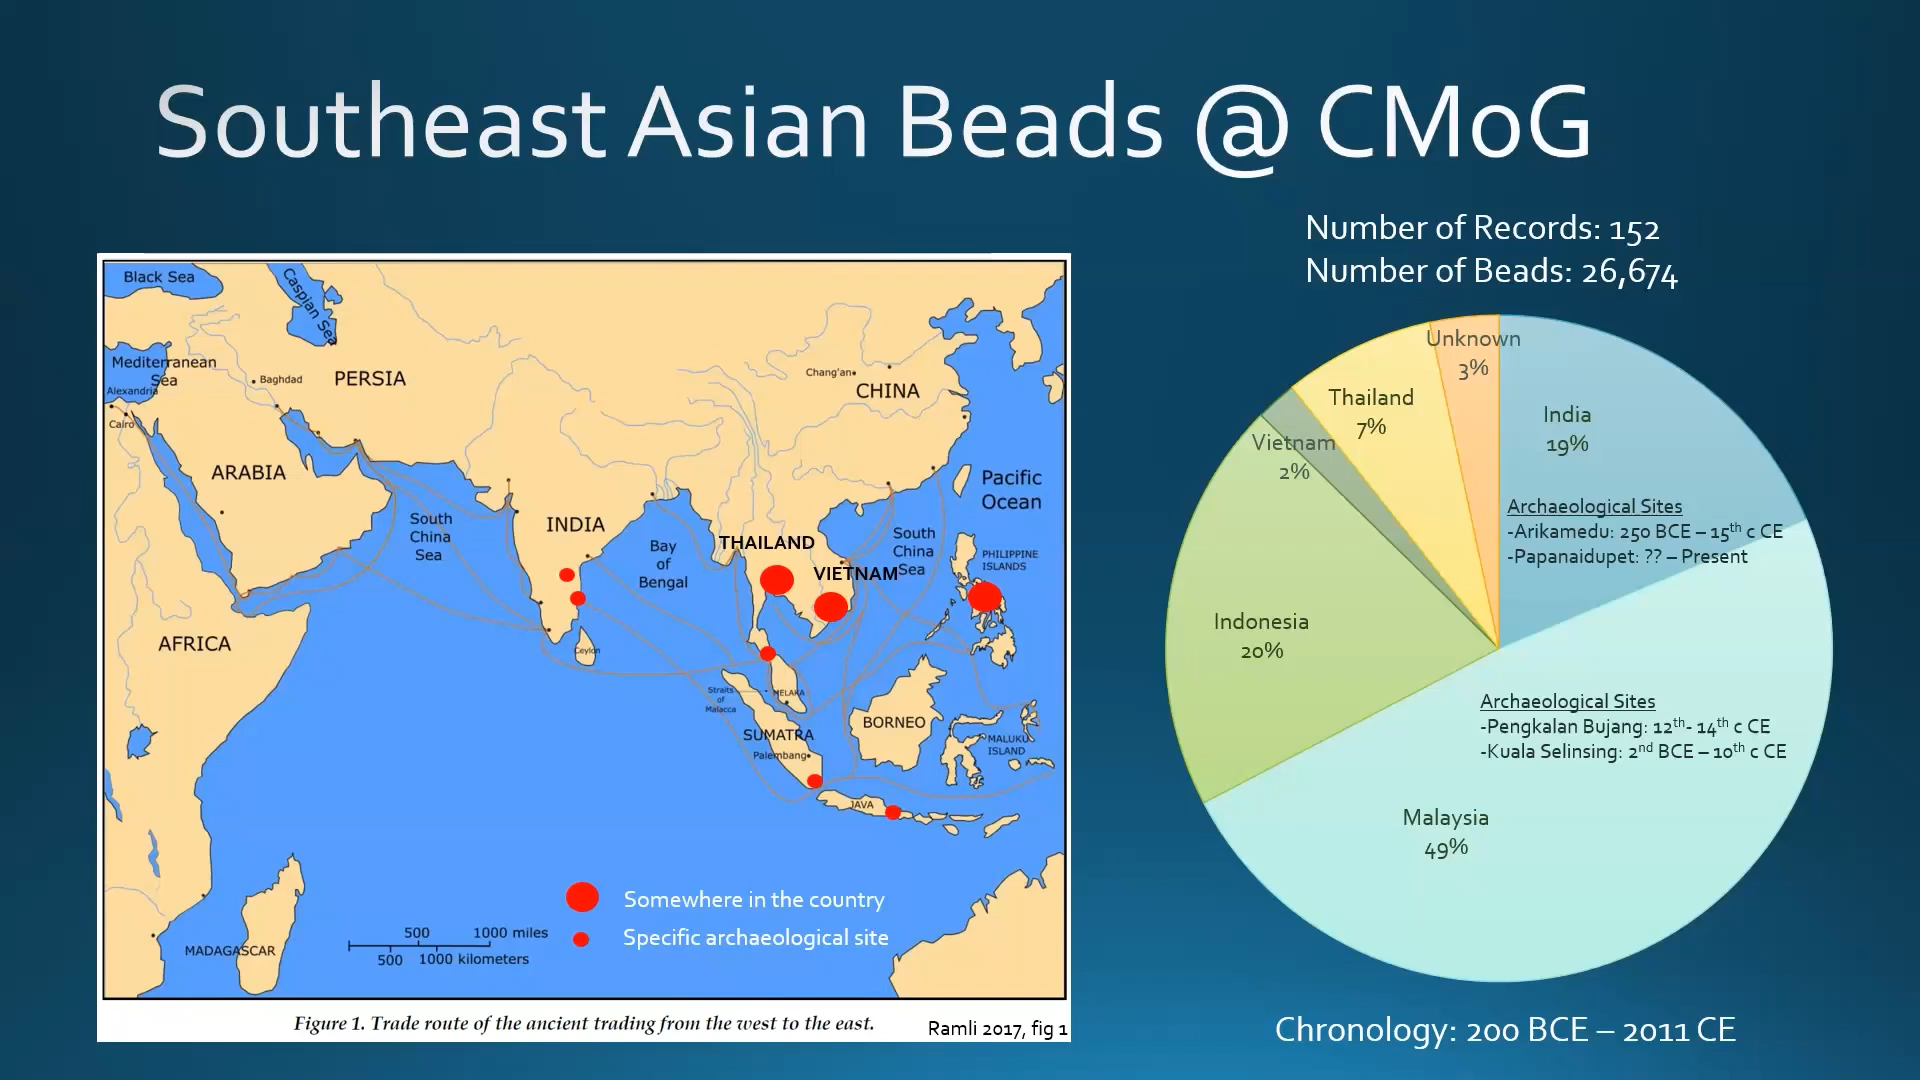 Southeast Asian Beads @ CMoG
Number of Records: 152
Number of Beads: 26,674
Black Sea
Caspian Sea
Mediterranean
Sea
Alexandria
Cairo
Baghdad
PERSIA
Chang'an
CHINA
ARABIA
Pacific
Ocean
South
China
Sea
INDIA
Bay
of
Bengal
THAILAND
VIETNAM
South
China
Sea
PHILIPPINE
ISLANDS
AFRICA
Ceylon
Straits
of
Malacca
MELAKA
SUMATRA
Palembang
BORNEO
MALUKU
ISLAND
JAVA
MADAGASCAR
500 1000 miles
500 1000 kilometers
Somewhere in the country
Specific archaeological site
Figure 1. Trade route of the ancient trading from the west to the east.
Ramli 2017, fig 1
Unknown
3%
Thailand
7%
Vietnam
2%
India
19%
Archaeological Sites
-Arikamedu: 250 BCE – 15th c CE
-Papanaidupet: ?? – Present
Indonesia
20%
Archaeological Sites
-Pengkalan Bujang: 12th- 14th c CE
-Kuala Selinsing: 2nd BCE – 10th c CE
Malaysia
49%
Chronology: 200 BCE – 2011 CE